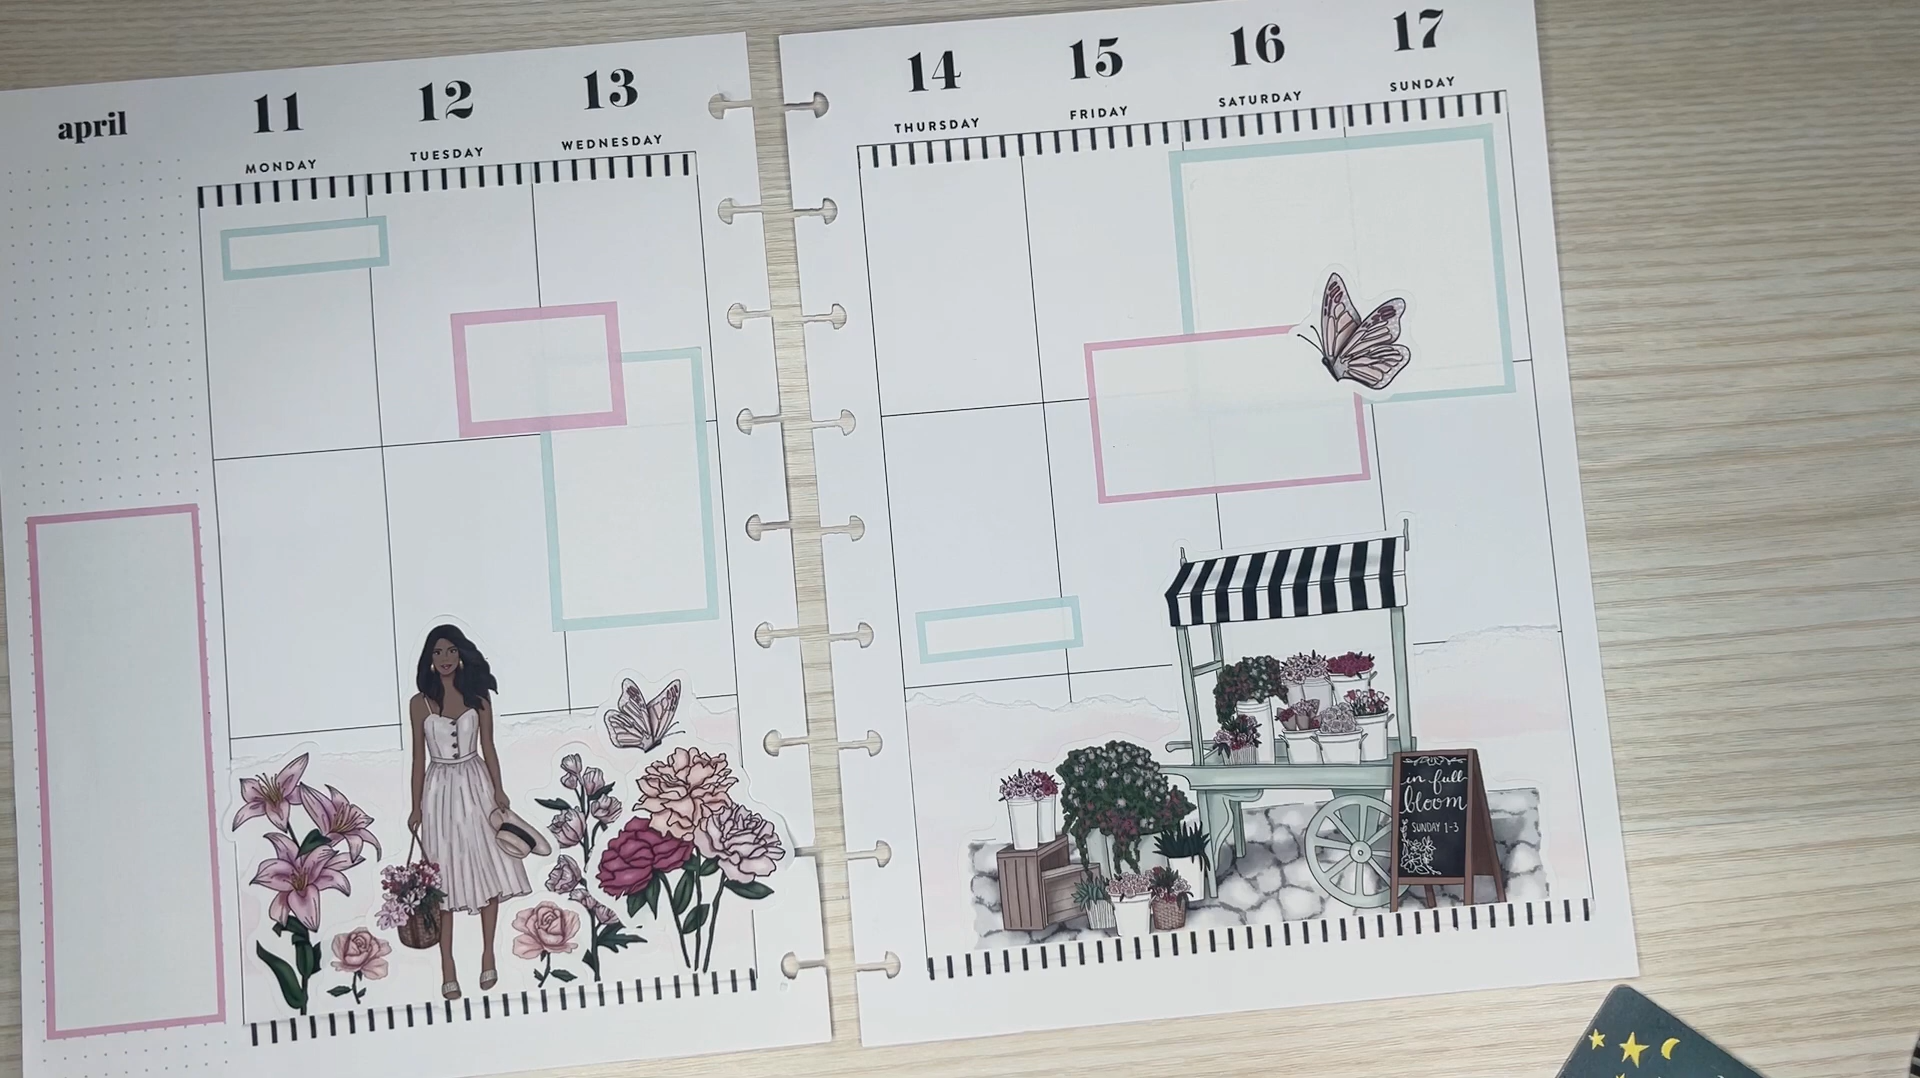 april
11
MONDAY
12
TUESDAY
13
WEDNESDAY
14
THURSDAY
15
FRIDAY
16
SATURDAY
17
SUNDAY
in full
bloom
SUNDAY 1-3